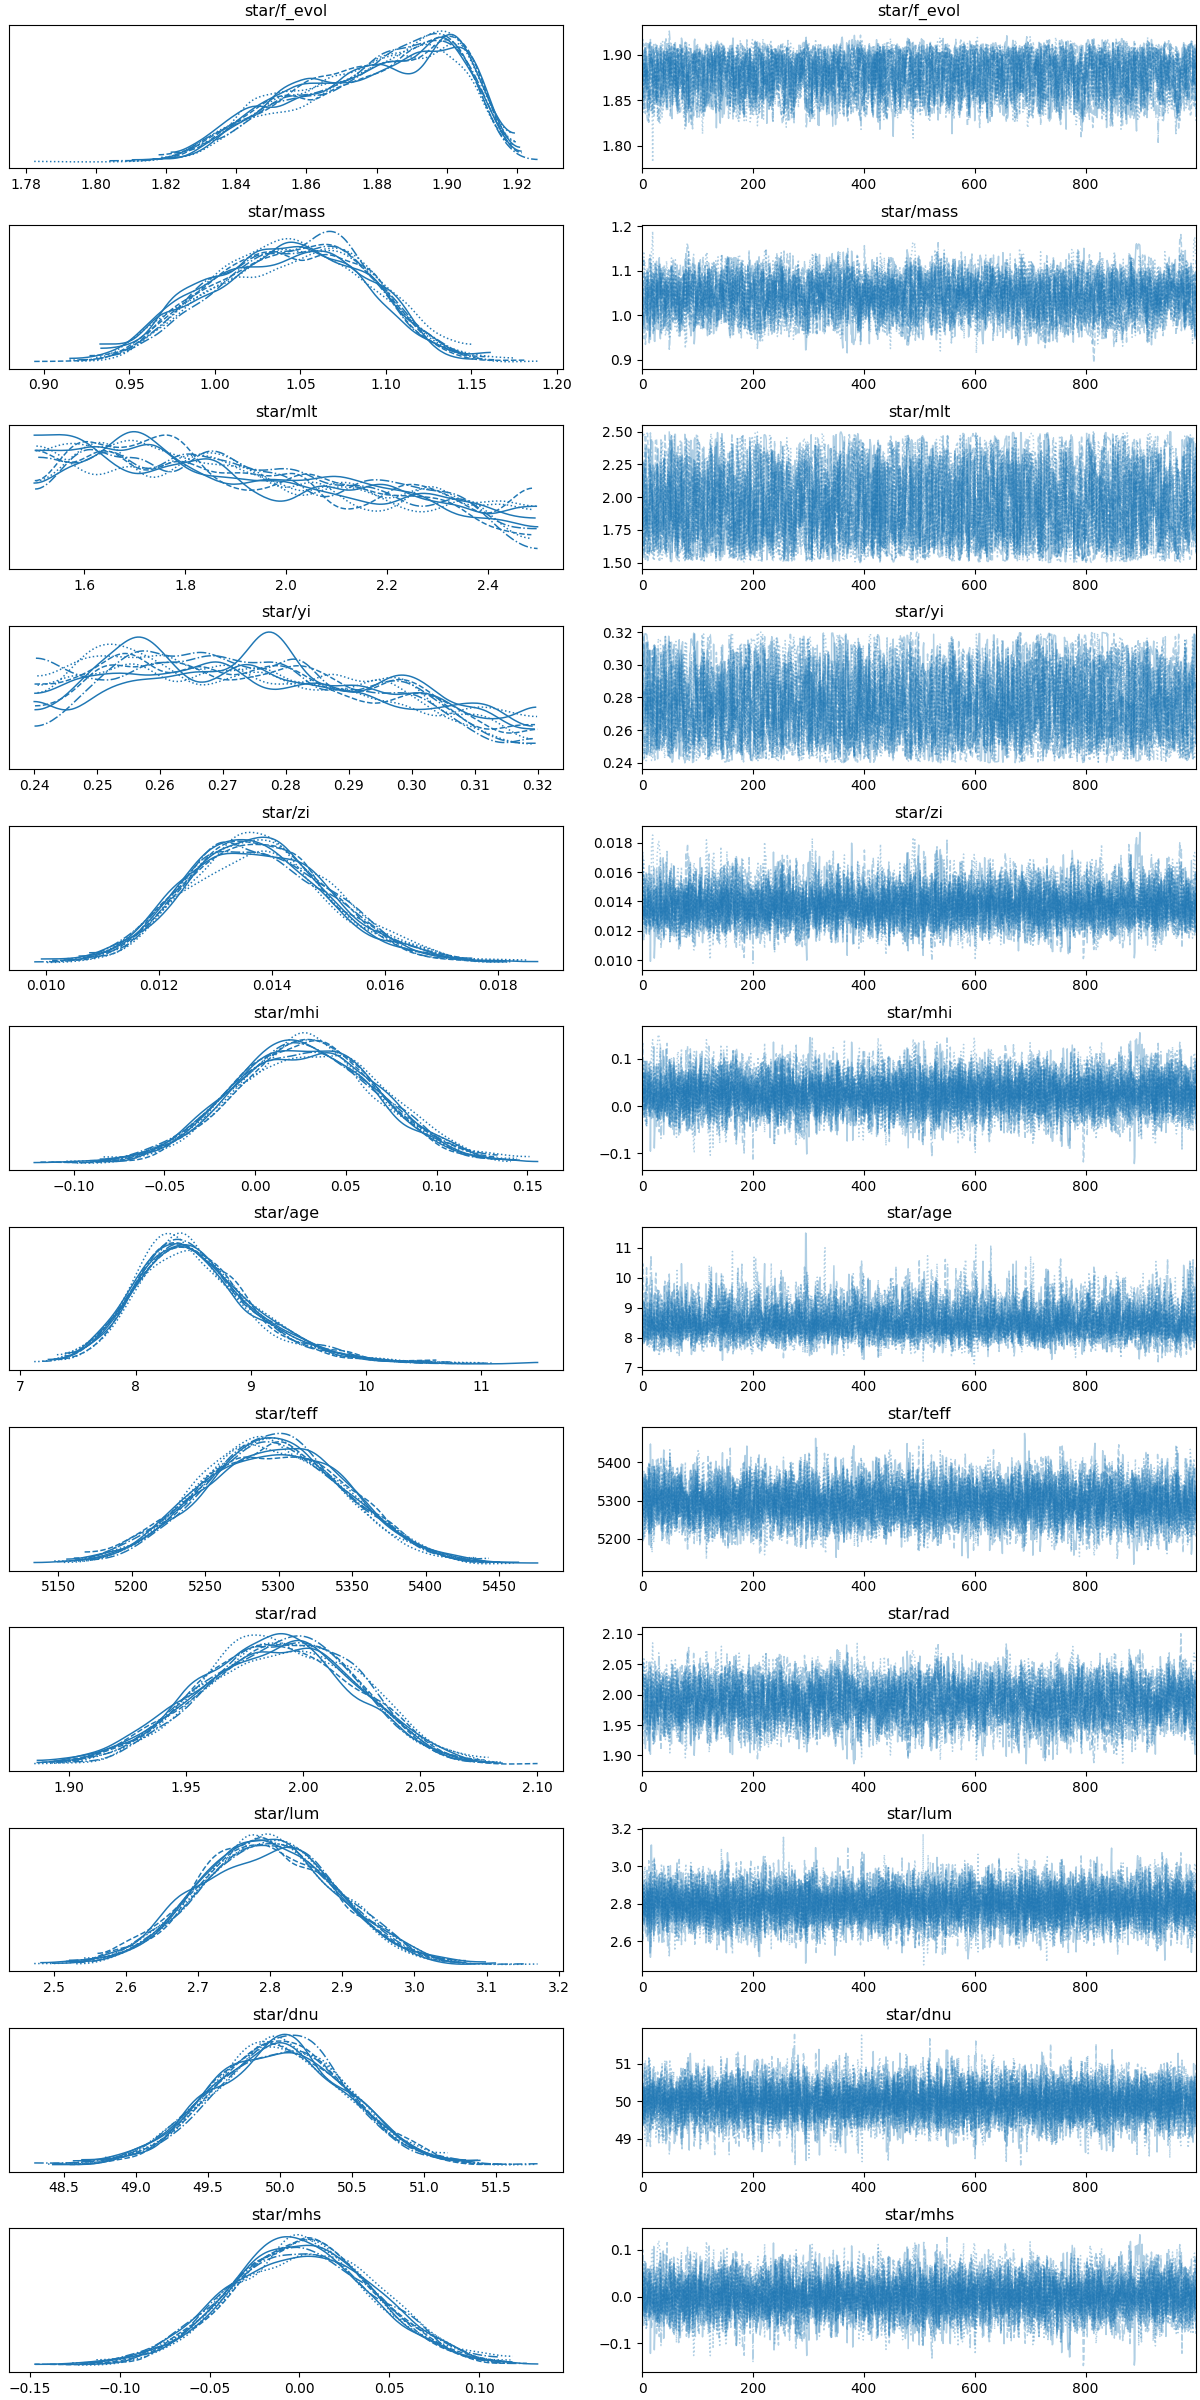 star/f_evol star/f_evol
1.90
1.85
1.80
1.78 1.80 1.82 1.84 1.86 1.88 1.90 1.92 0 200 400 600 800
star/mass star/mass
1.2
1.1
1.0
0.9
0.90 0.95 1.00 1.05 1.10 1.15 1.20 0 200 400 600 800
star/mlt star/mlt
2.50
2.25
2.00
1.75
1.50
1.6 1.8 2.0 2.2 2.4 0 200 400 600 800
star/yi star/yi
0.32
0.30
0.28
0.26
0.24
0.24 0.25 0.26 0.27 0.28 0.29 0.30 0.31 0.32 0 200 400 600 800
star/zi star/zi
0.018
0.016
0.014
0.012
0.010
0.010 0.012 0.014 0.016 0.018 0 200 400 600 800
star/mhi star/mhi
0.1
0.0
−0.1
−0.10 −0.05 0.00 0.05 0.10 0.15 0 200 400 600 800
star/age star/age
11
10
9
8
7
7 8 9 10 11 0 200 400 600 800
star/teff star/teff
5400
5300
5200
5150 5200 5250 5300 5350 5400 5450 0 200 400 600 800
star/rad star/rad
2.10
2.05
2.00
1.95
1.90
1.90 1.95 2.00 2.05 2.10 0 200 400 600 800
star/lum star/lum
3.2
3.0
2.8
2.6
2.5 2.6 2.7 2.8 2.9 3.0 3.1 3.2 0 200 400 600 800
star/dnu star/dnu
51
50
49
48.5 49.0 49.5 50.0 50.5 51.0 51.5 0 200 400 600 800
star/mhs star/mhs
0.1
0.0
−0.1
−0.15 −0.10 −0.05 0.00 0.05 0.10 0 200 400 600 800